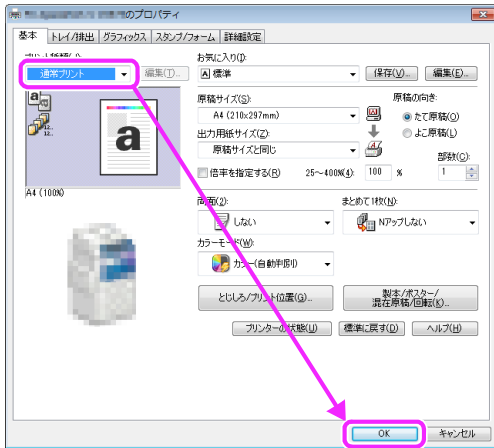 のプロパティ
基本 トレイ/排出 グラフィックス スタンプ/フォーム 詳細設定
お気に入り(I):
通常プリント 編集(T)... 標準 保存(V)... 編集(E)...
原稿サイズ(S): 原稿の向き:
A4 (210x297mm) たて原稿(O)
出力用紙サイズ(Z): よこ原稿(L)
原稿サイズと同じ 部数(C):
倍率を指定する(R) 25～400%(4): 100 % 1
A4 (100%)
両面(2): まとめて1枚(N):
しない Nアップしない
カラーモード(W):
カラー(自動判別)
とじしろ/プリント位置(G)... 製本/ポスター/
混在原稿/回転(K)...
プリンターの状態(U) 標準に戻す(D) ヘルプ(H)
OK キャンセル